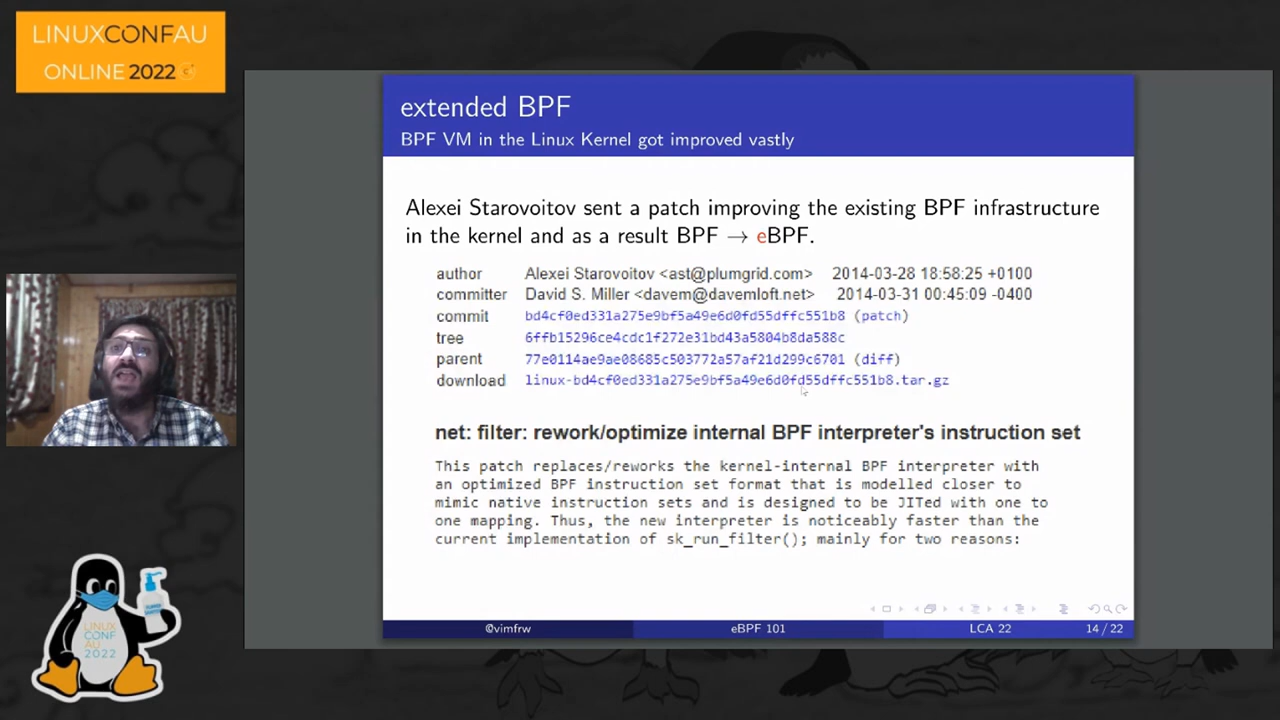 LINUXCONFAU
ONLINE 2022
extended BPF
BPF VM in the Linux Kernel got improved vastly
Alexei Starovoitov sent a patch improving the existing BPF infrastructure
in the kernel and as a result BPF → eBPF.
author Alexei Starovoitov <ast@plumgrid.com> 2014-03-28 18:58:25 +0100
committer David S. Miller <davem@davemloft.net> 2014-03-31 00:45:09 -0400
commit bd4cf0ed331a275e9bf5a49e6d0fd55dffc551b8 (patch)
tree 6ffb15296ce4cdc1f272e31bd43a5804b8da588c
parent 77e0114ae9ae08685c503772a57af21d299c6701 (diff)
download linux-bd4cf0ed331a275e9bf5a49e6d0fd55dffc551b8.tar.gz
net: filter: rework/optimize internal BPF interpreter's instruction set
This patch replaces/reworks the kernel-internal BPF interpreter with
an optimized BPF instruction set format that is modelled closer to
mimic native instruction sets and is designed to be JITed with one to
one mapping. Thus, the new interpreter is noticeably faster than the
current implementation of sk_run_filter(); mainly for two reasons:
@vimfrw eBPF 101 LCA 22 14 / 22
LINUX
CONF
AU
2022